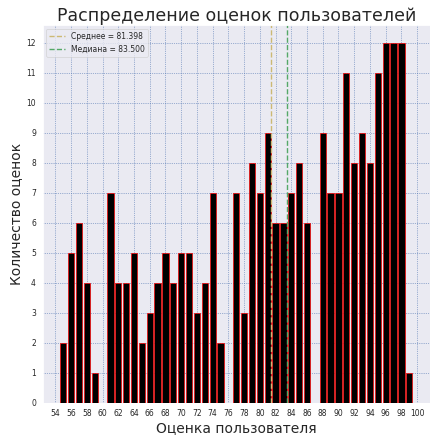 Распределение оценок пользователей
Среднее = 81.398
Медиана = 83.500
Количество оценок
12
11
10
9
8
7
6
5
4
3
2
1
0
54 56 58 60 62 64 66 68 70 72 74 76 78 80 82 84 86 88 90 92 94 96 98 100
Оценка пользователя